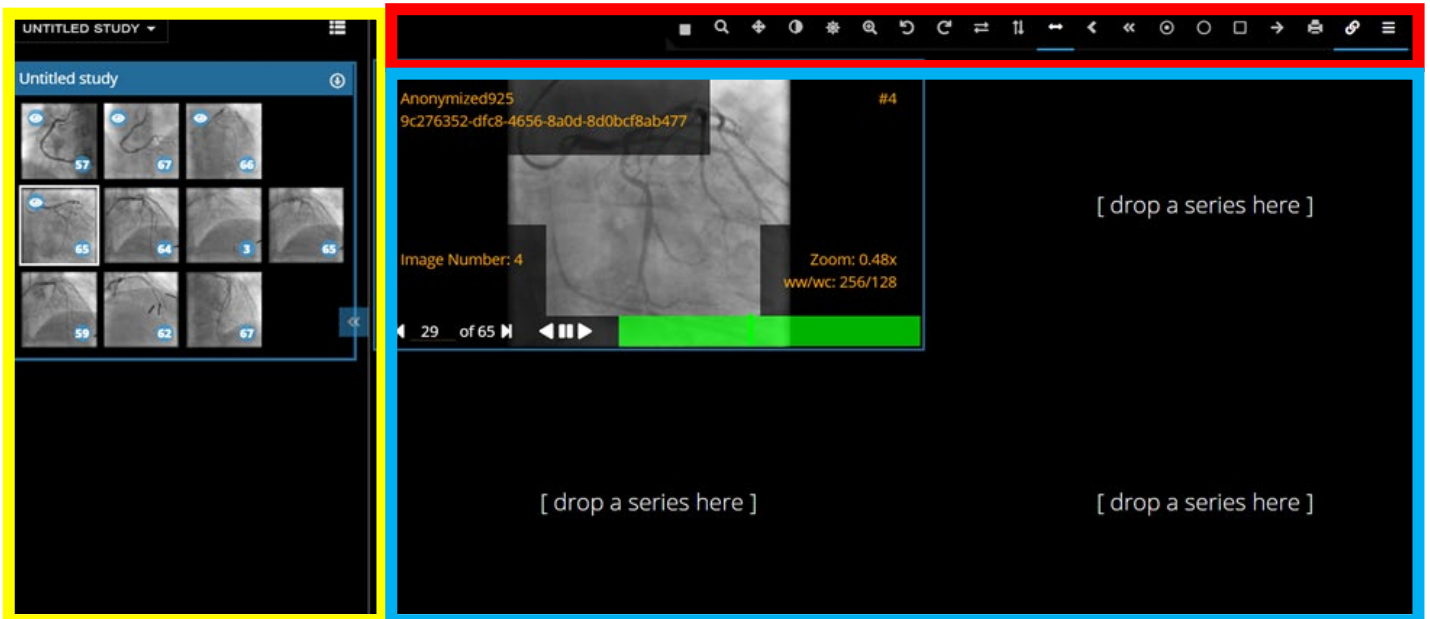 UNTITLED STUDY
Untitled study
57
67
66
65
64
3
65
59
62
67
Anonymized925
#4
9c276352-dfc8-4656-8a0d-8d0bcf8ab477
Image Number: 4
Zoom: 0.48x
ww/wc: 256/128
29 of 65
[ drop a series here ]
[ drop a series here ]
[ drop a series here ]